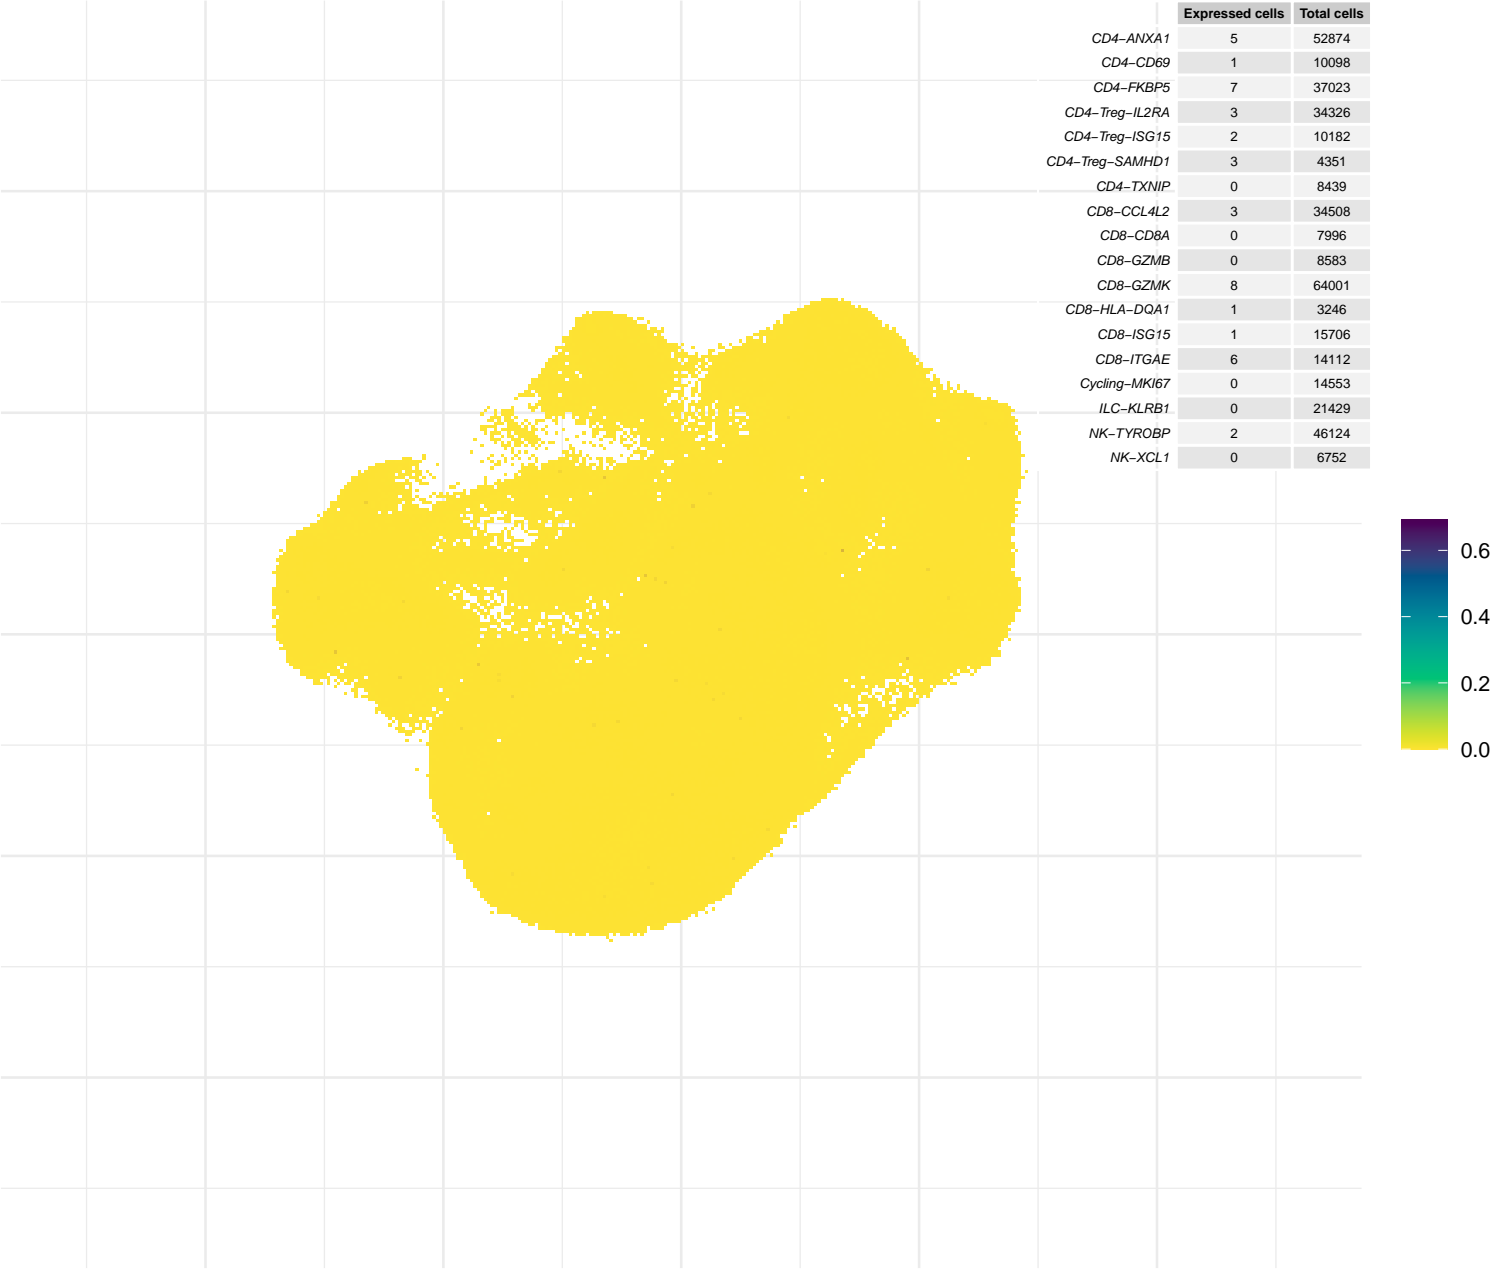 Expressed cells Total cells
CD4−ANXA1 5 52874
CD4−CD69 1 10098
CD4−FKBP5 7 37023
CD4−Treg−IL2RA 3 34326
CD4−Treg−ISG15 2 10182
CD4−Treg−SAMHD1 3 4351
CD4−TXNIP 0 8439
CD8−CCL4L2 3 34508
CD8−CD8A 0 7996
CD8−GZMB 0 8583
CD8−GZMK 8 64001
CD8−HLA−DQA1 1 3246
CD8−ISG15 1 15706
CD8−ITGAE 6 14112
Cycling−MKI67 0 14553
ILC−KLRB1 0 21429
NK−TYROBP 2 46124
NK−XCL1 0 6752
0.6
0.4
0.2
0.0